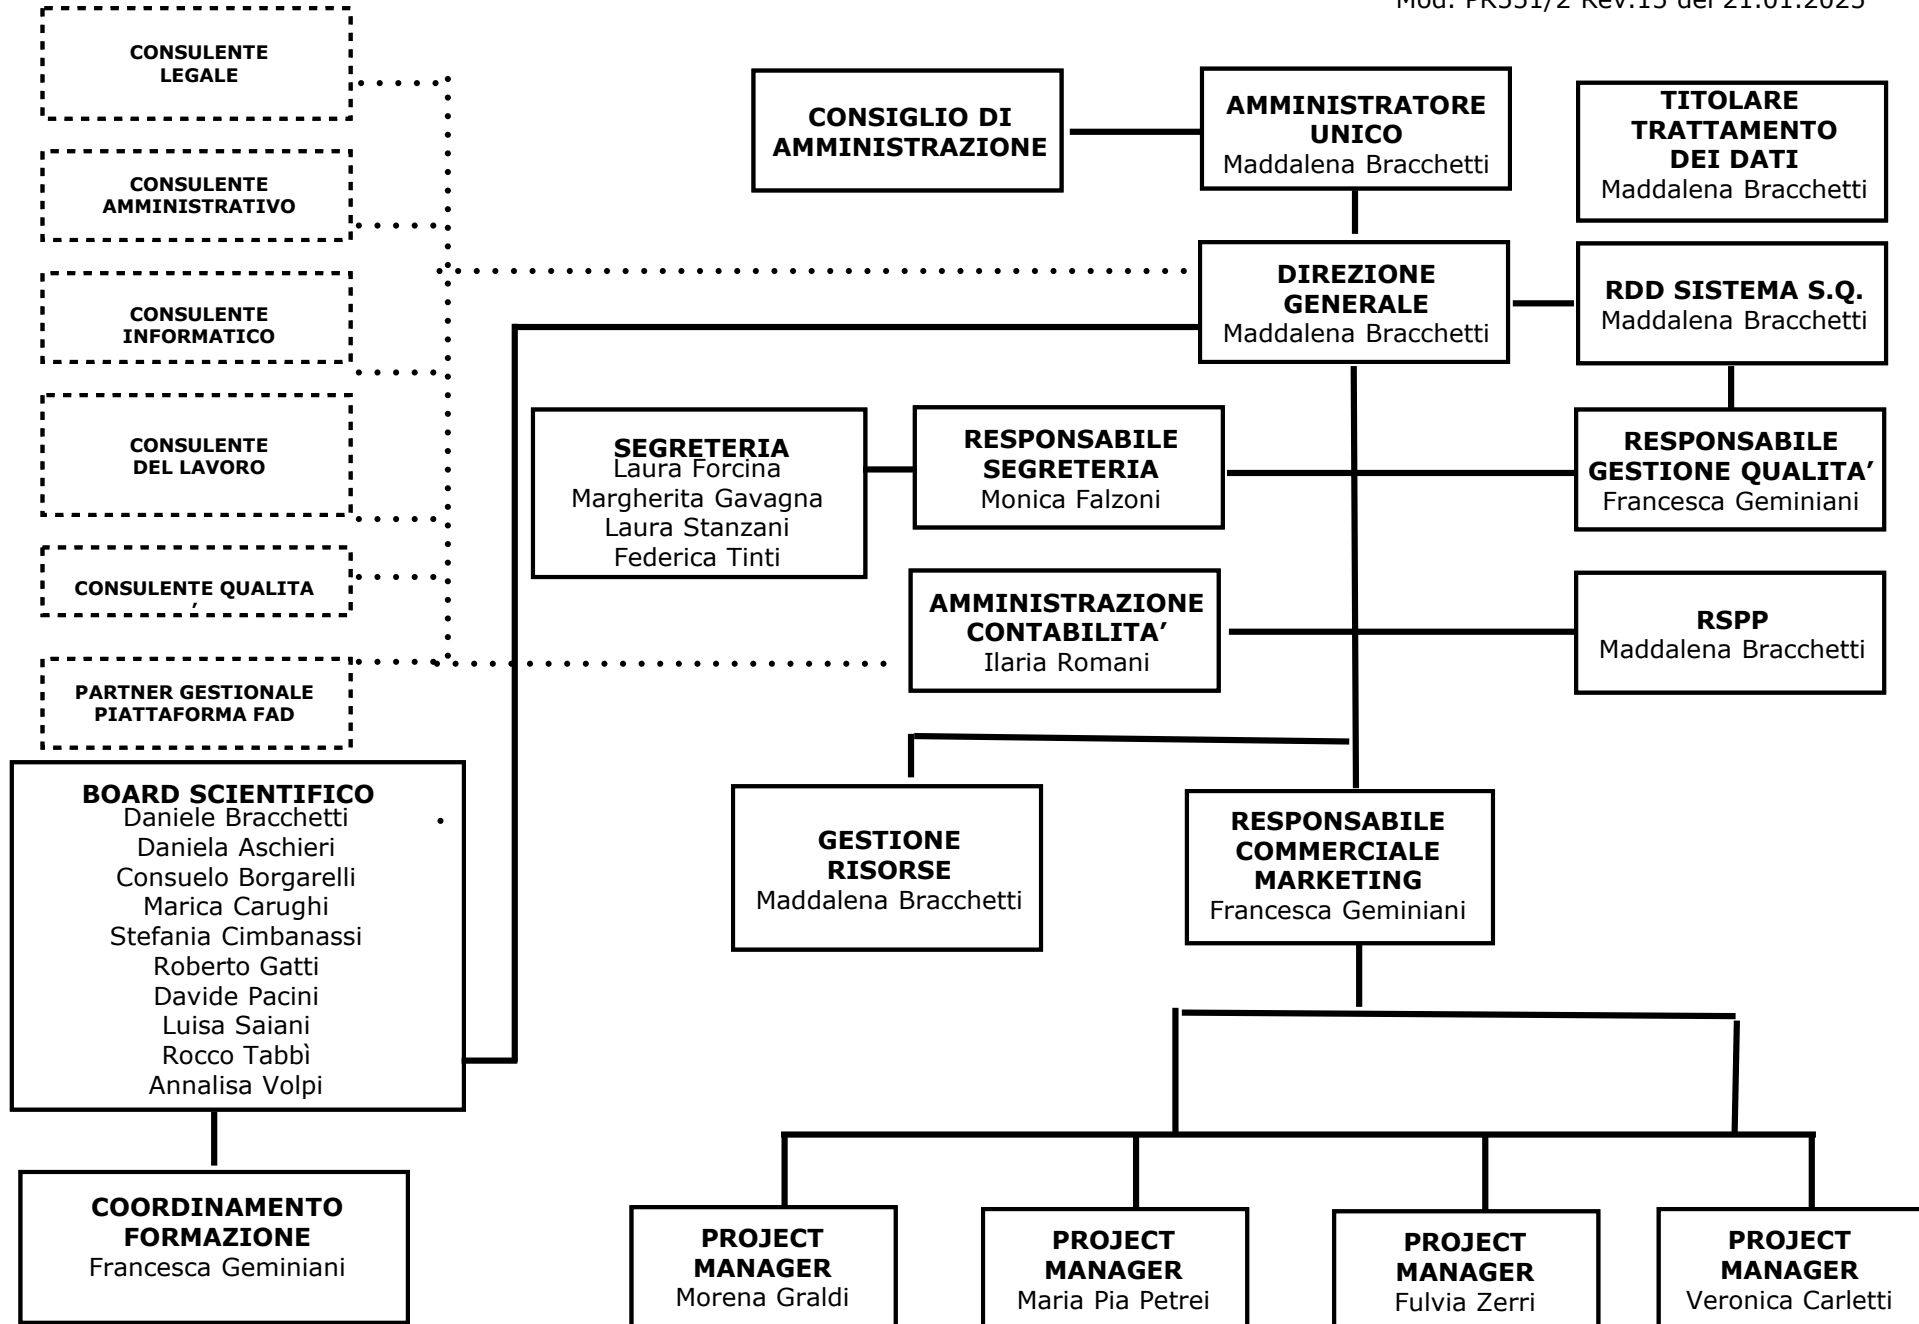 Mod. PR551/2 Rev.15 del 21.01.2025
CONSULENTE
LEGALE
CONSULENTE
AMMINISTRATIVO
CONSULENTE
INFORMATICO
CONSULENTE
DEL LAVORO
CONSULENTE QUALITA
’
PARTNER GESTIONALE
PIATTAFORMA FAD
CONSIGLIO DI
AMMINISTRAZIONE
AMMINISTRATORE
UNICO
Maddalena Bracchetti
TITOLARE
TRATTAMENTO
DEI DATI
Maddalena Bracchetti
DIREZIONE
GENERALE
Maddalena Bracchetti
RDD SISTEMA S.Q.
Maddalena Bracchetti
SEGRETERIA
Laura Forcina
Margherita Gavagna
Laura Stanzani
Federica Tinti
RESPONSABILE
SEGRETERIA
Monica Falzoni
RESPONSABILE
GESTIONE QUALITA’
Francesca Geminiani
AMMINISTRAZIONE
CONTABILITA’
Ilaria Romani
RSPP
Maddalena Bracchetti
BOARD SCIENTIFICO
Daniele Bracchetti
Daniela Aschieri
Consuelo Borgarelli
Marica Carughi
Stefania Cimbanassi
Roberto Gatti
Davide Pacini
Luisa Saiani
Rocco Tabbì
Annalisa Volpi
GESTIONE
RISORSE
Maddalena Bracchetti
RESPONSABILE
COMMERCIALE
MARKETING
Francesca Geminiani
COORDINAMENTO
FORMAZIONE
Francesca Geminiani
PROJECT
MANAGER
Morena Graldi
PROJECT
MANAGER
Maria Pia Petrei
PROJECT
MANAGER
Fulvia Zerri
PROJECT
MANAGER
Veronica Carletti